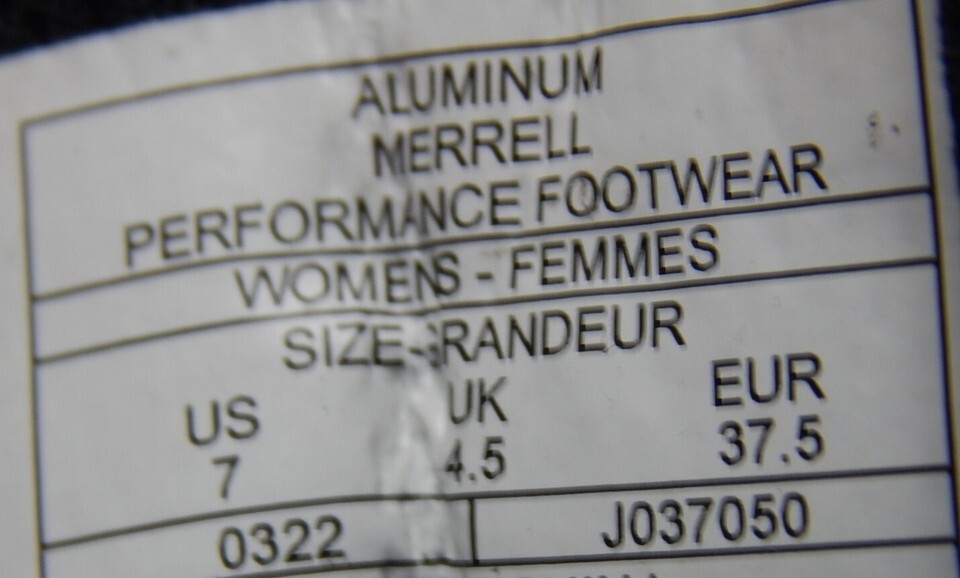 ALUMINUM
MERRELL
PERFORMANCE FOOTWEAR
WOMENS - FEMMES
SIZE-GRANDEUR
US UK EUR
7 4.5 37.5
0322 J037050